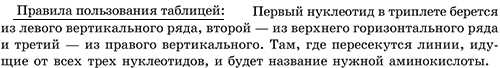 Правила пользования таблицей: Первый нуклеотид в триплете берется
из левого вертикального ряда, второй — из верхнего горизонтального ряда
и третий — из правого вертикального. Там, где пересекутся линии, иду-
щие от всех трех нуклеотидов, и будет название нужной аминокислоты.